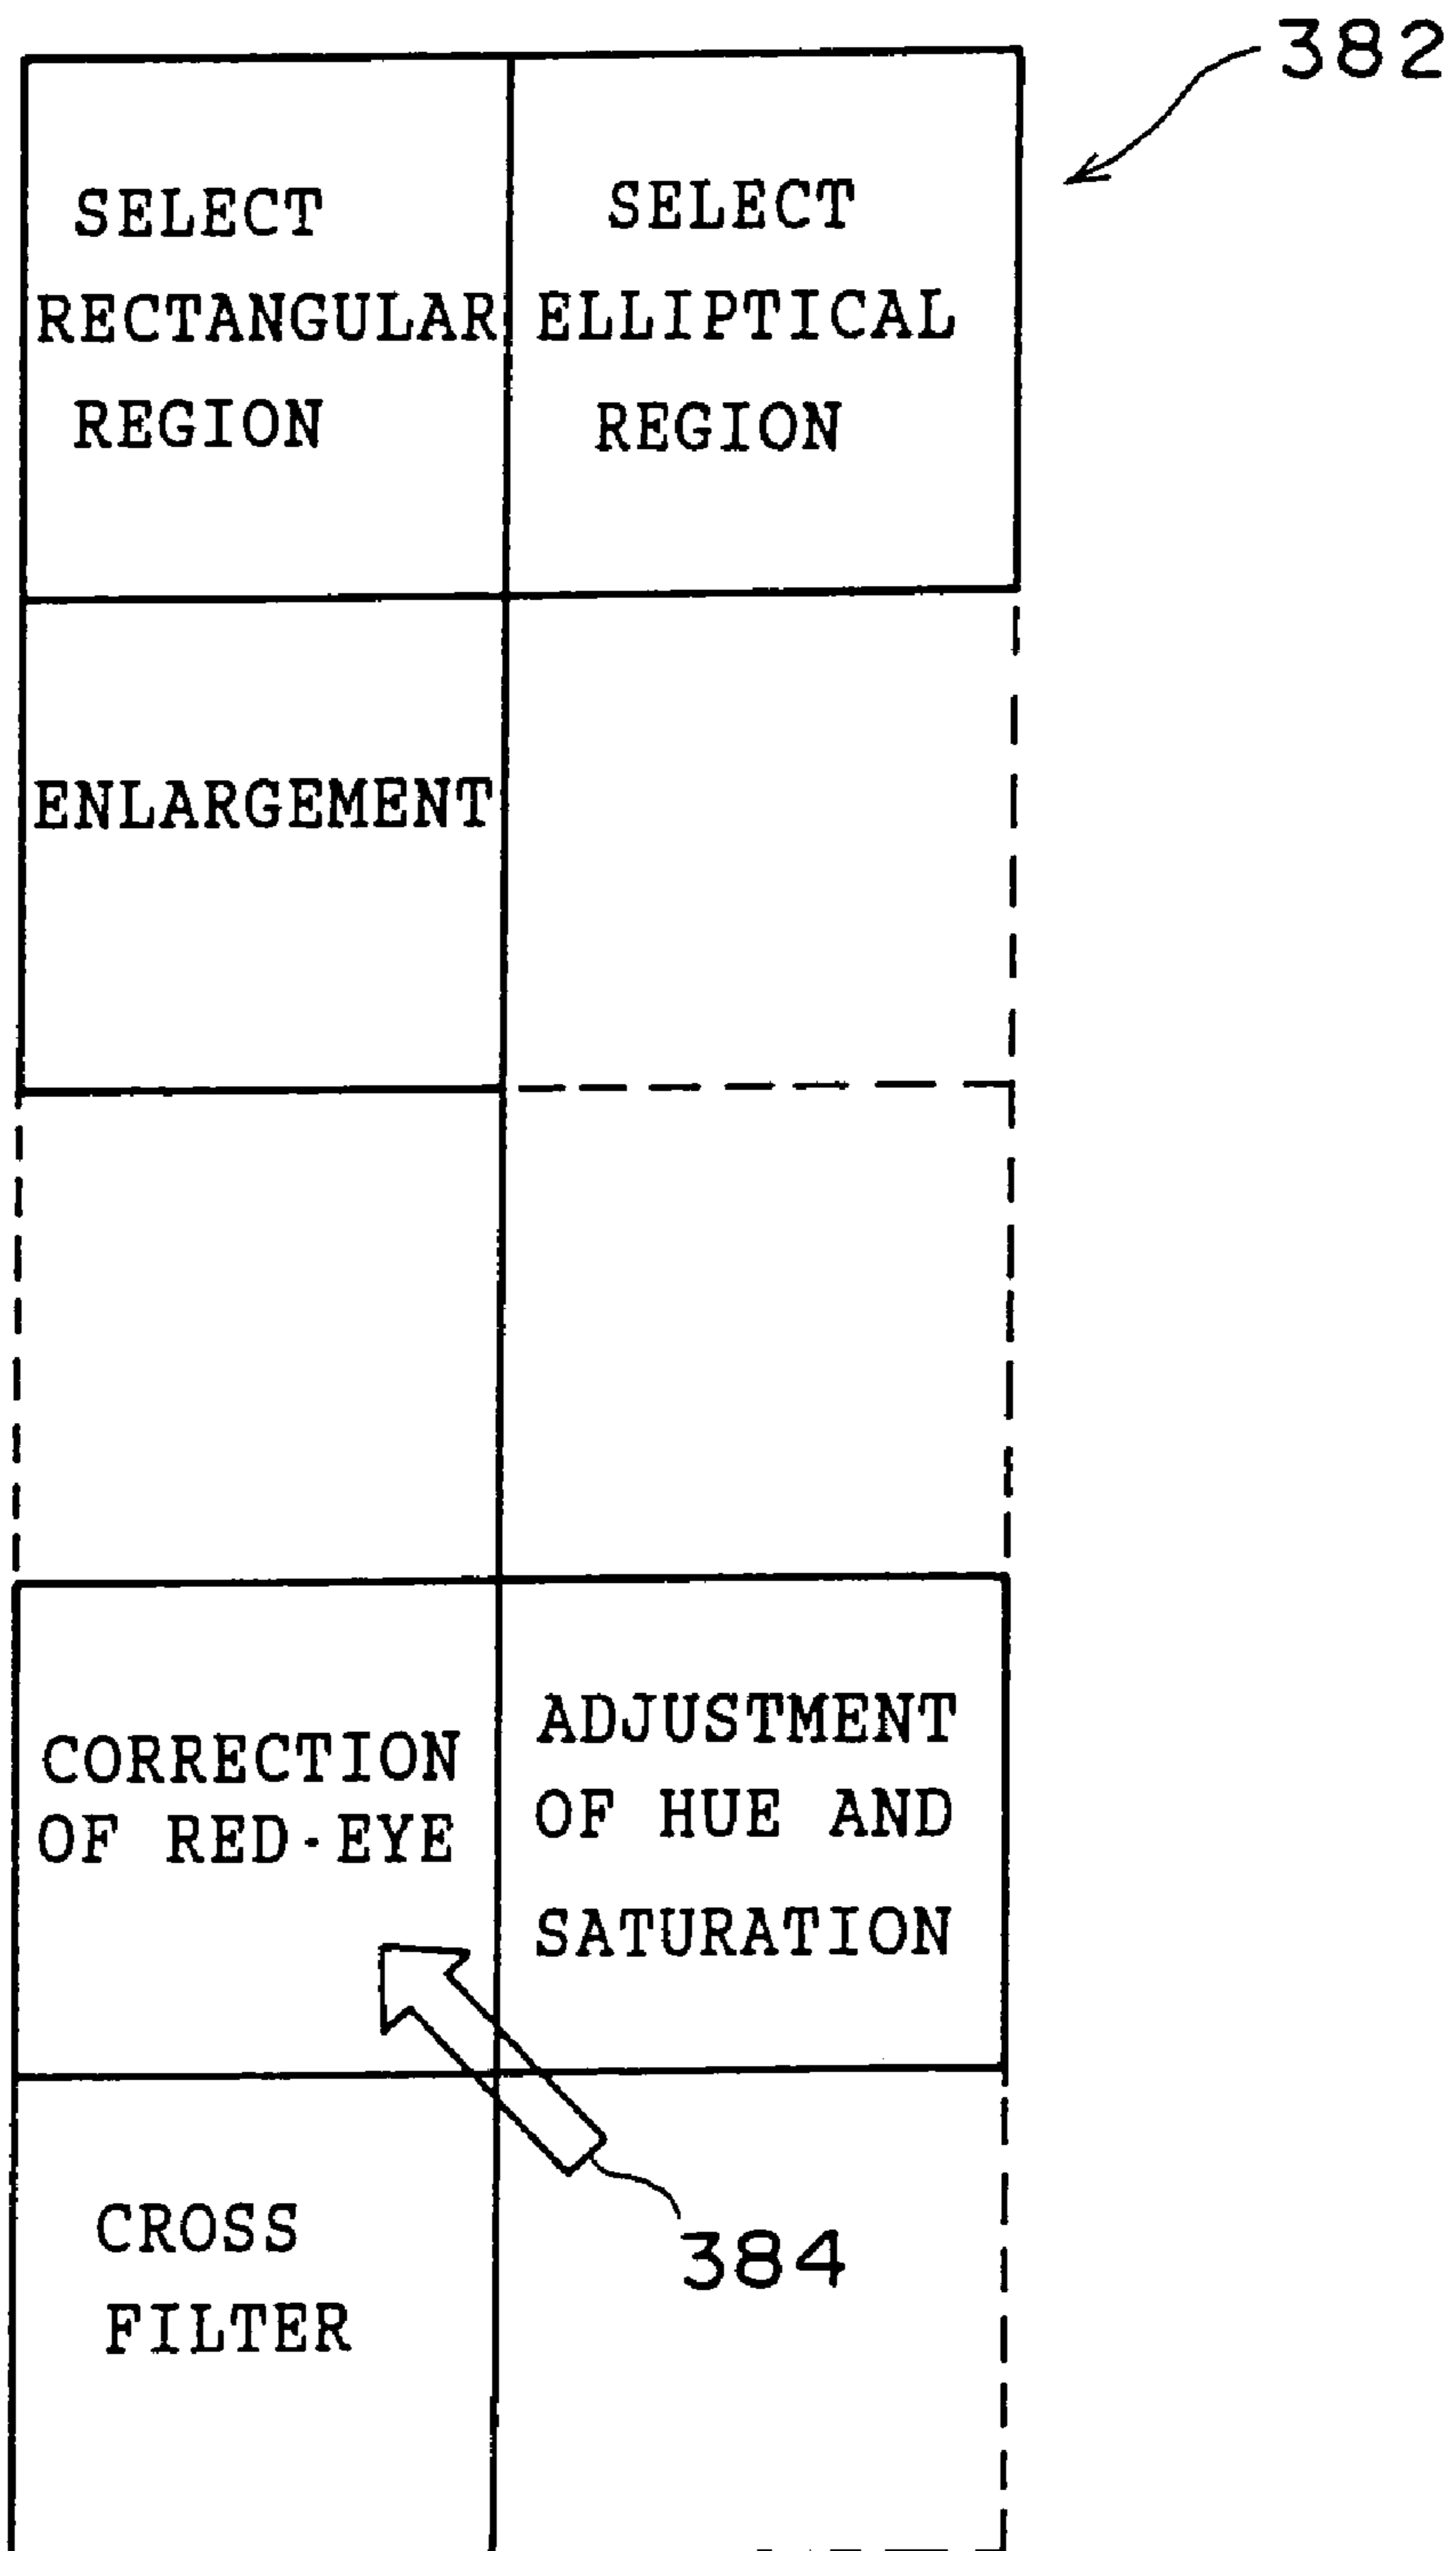 382
SELECT
RECTANGULAR
REGION
SELECT
ELLIPTICAL
REGION
ENLARGEMENT
CORRECTION
OF RED-EYE
ADJUSTMENT
OF HUE AND
SATURATION
CROSS
FILTER
384